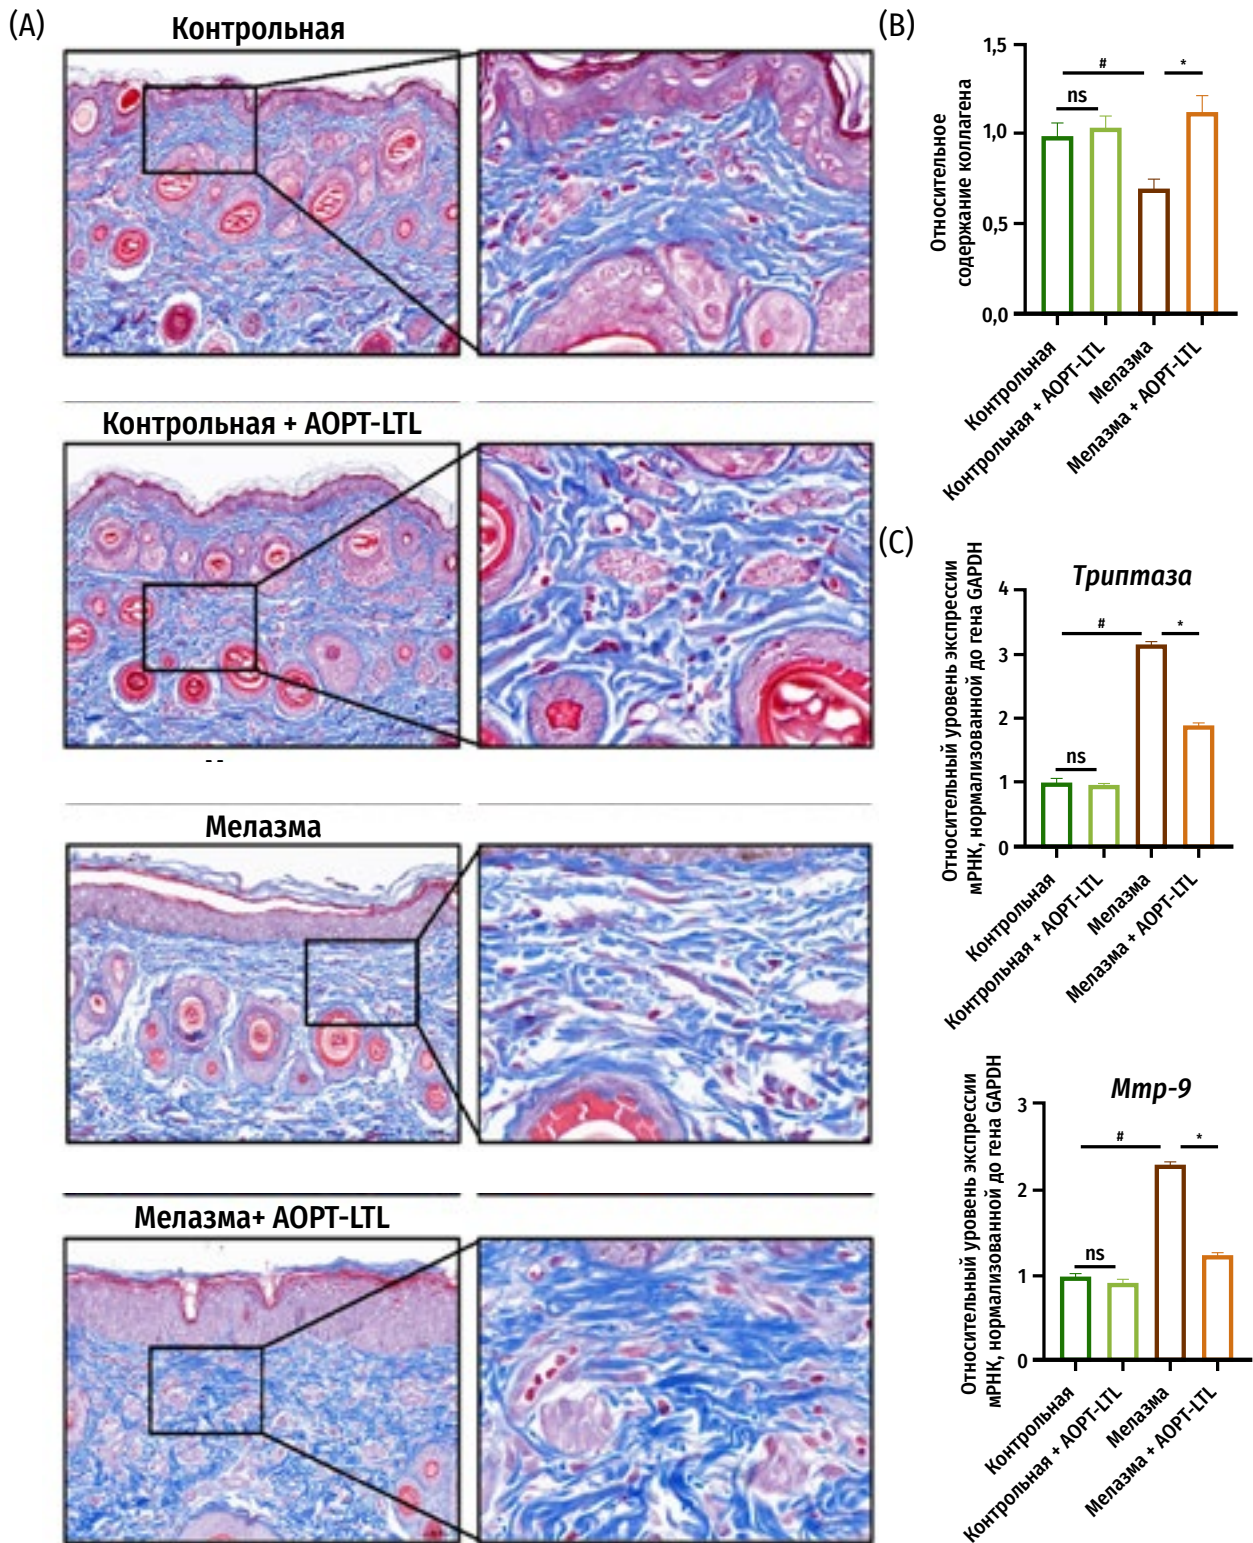 (A)
Контрольная
Контрольная + AOPT-LTL
Мелазма
Мелазма+ AOPT-LTL
(B)
Относительное
содержание коллагена
1,5
1,0
0,5
0,0
#
*
ns
Контрольная
Контрольная + AOPT-LTL
Мелазма
Мелазма + AOPT-LTL
(C)
Триптаза
Относительный уровень экспрессии
мРНК, нормализованной до гена GAPDH
4
3
2
1
0
#
*
ns
Контрольная
Контрольная + AOPT-LTL
Мелазма
Мелазма + AOPT-LTL
Mmp-9
Относительный уровень экспрессии
мРНК, нормализованной до гена GAPDH
3
2
1
0
#
*
ns
Контрольная
Контрольная + AOPT-LTL
Мелазма
Мелазма + AOPT-LTL